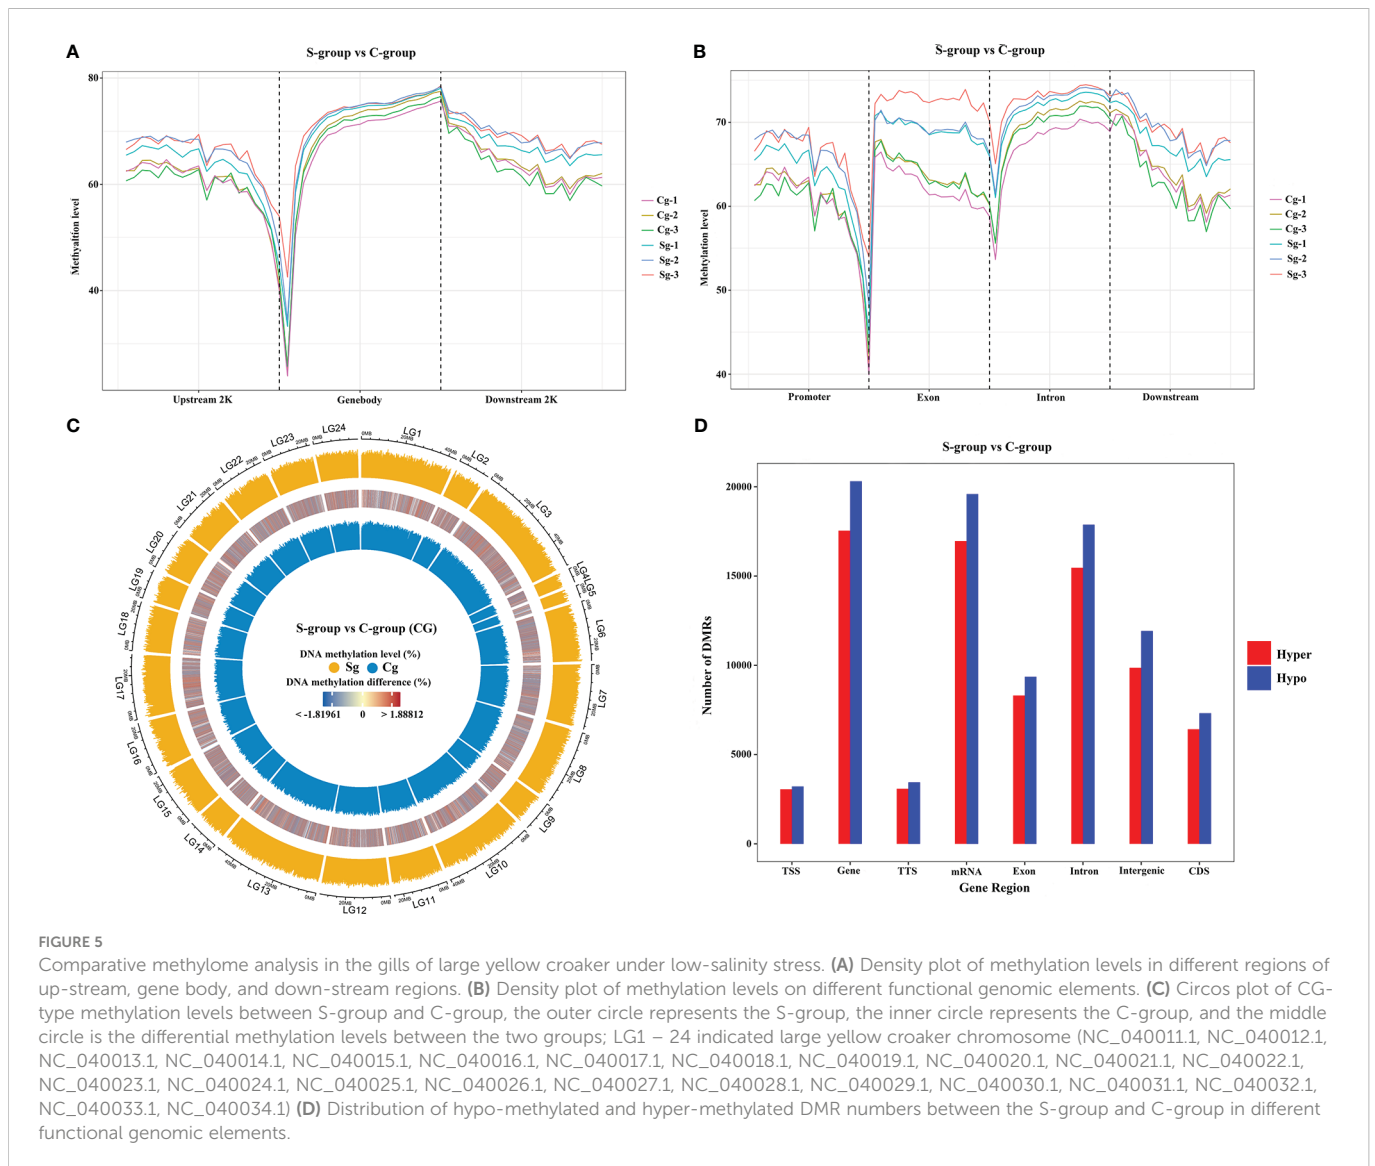 A
S-group vs C-group
80
60
40
Methyaltion level
Upstream 2K
Genebody
Downstream 2K
Cg-1
Cg-2
Cg-3
Sg-1
Sg-2
Sg-3
B
S-group vs C-group
70
60
50
40
Mehtylation level
Promoter
Exon
Intron
Downstream
Cg-1
Cg-2
Cg-3
Sg-1
Sg-2
Sg-3
C
LG1
LG2
LG3
LG4
LG5
LG6
LG7
LG8
LG9
LG10
LG11
LG12
LG13
LG14
LG15
LG16
LG17
LG18
LG19
LG20
LG21
LG22
LG23
LG24
S-group vs C-group (CG)
DNA methylation level (%)
Sg Cg
DNA methylation difference (%)
< -1.81961 0 > 1.88812
D
S-group vs C-group
20000
15000
10000
5000
0
Number of DMRs
TSS
Gene
TTS
mRNA
Exon
Intron
Intergenic
CDS
Gene Region
Hyper
Hypo
FIGURE 5
Comparative methylome analysis in the gills of large yellow croaker under low-salinity stress. (A) Density plot of methylation levels in different regions of
up-stream, gene body, and down-stream regions. (B) Density plot of methylation levels on different functional genomic elements. (C) Circos plot of CG-
type methylation levels between S-group and C-group, the outer circle represents the S-group, the inner circle represents the C-group, and the middle
circle is the differential methylation levels between the two groups; LG1 – 24 indicated large yellow croaker chromosome (NC_040011.1, NC_040012.1,
NC_040013.1, NC_040014.1, NC_040015.1, NC_040016.1, NC_040017.1, NC_040018.1, NC_040019.1, NC_040020.1, NC_040021.1, NC_040022.1,
NC_040023.1, NC_040024.1, NC_040025.1, NC_040026.1, NC_040027.1, NC_040028.1, NC_040029.1, NC_040030.1, NC_040031.1, NC_040032.1,
NC_040033.1, NC_040034.1) (D) Distribution of hypo-methylated and hyper-methylated DMR numbers between the S-group and C-group in different
functional genomic elements.